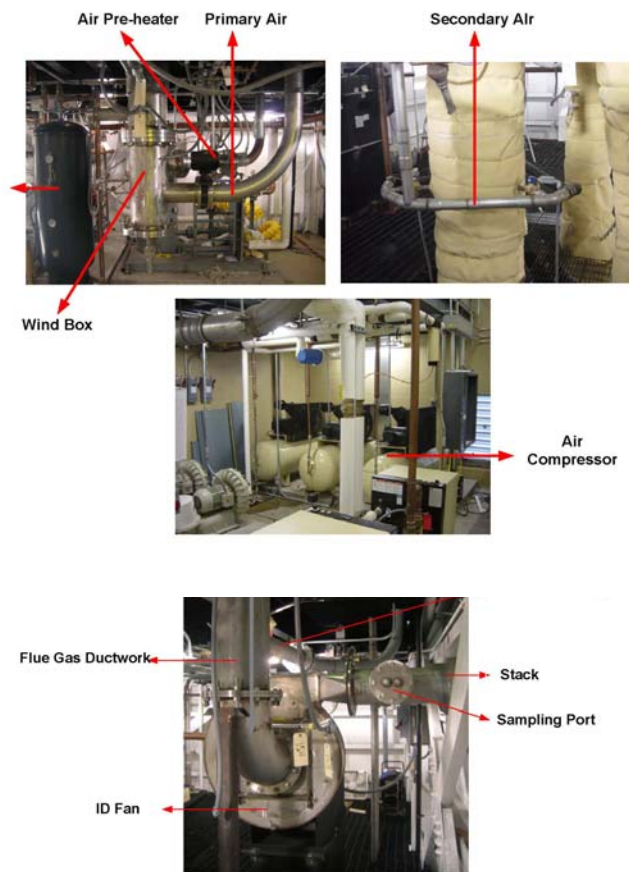 Air Pre-heater
Primary Air
Secondary AIr
Wind Box
Air
Compressor
Flue Gas Ductwork
Stack
Sampling Port
ID Fan